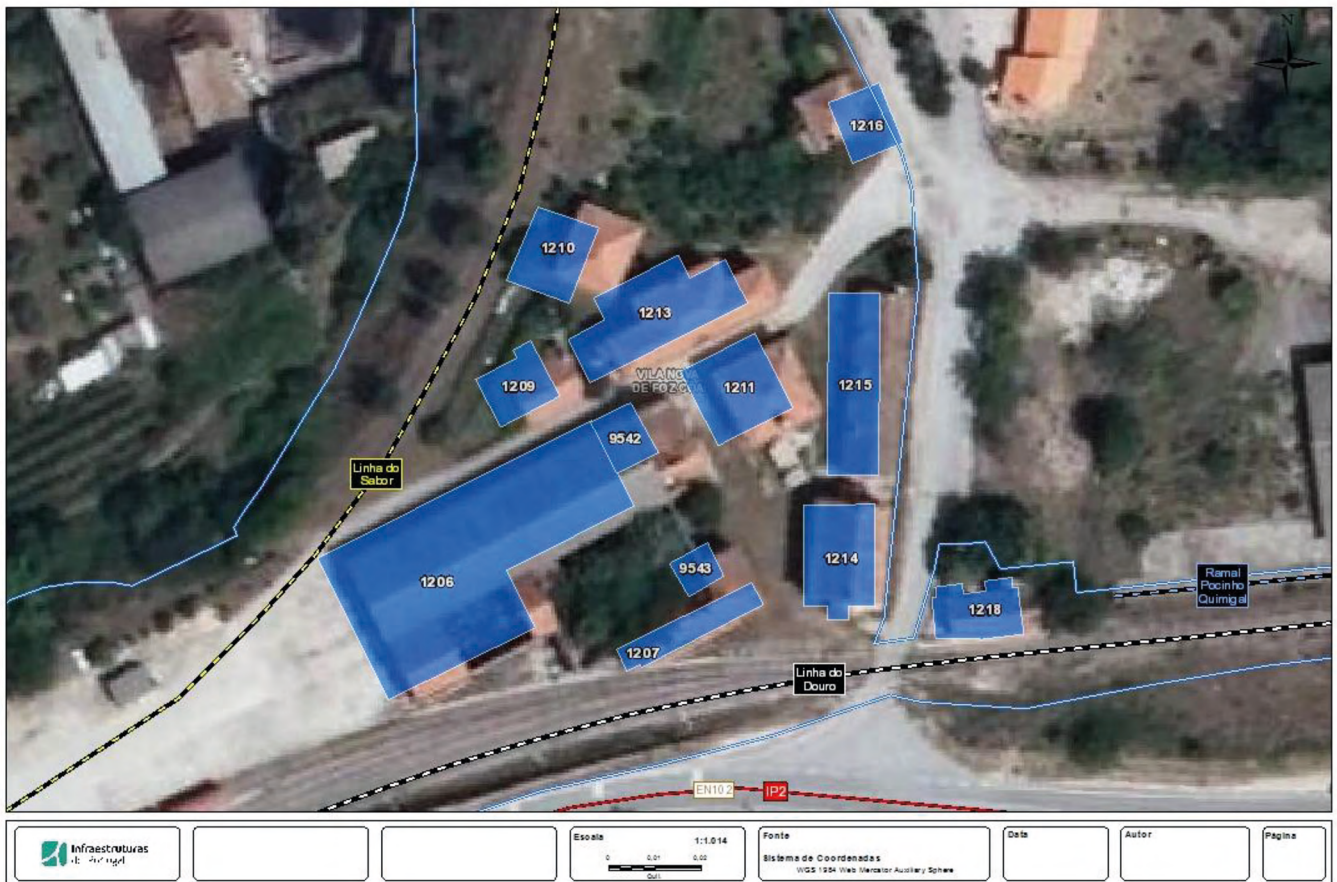 N
1216
1210
1213
1209
VILA NOVA
DE FOZ COA
1211
1215
9542
Linha do
Sabor
1206
9543
1214
1207
1218
Ramal
Pocinho
Quimigal
Linha do
Douro
EN102
IP2
Infraestruturas
de Portugal
Escala
1:1.014
0 0,01 0,02
Fonte
Sistema de Coordenadas
WGS 1984 Web Mercator Auxiliary Sphere
Data
Autor
Página